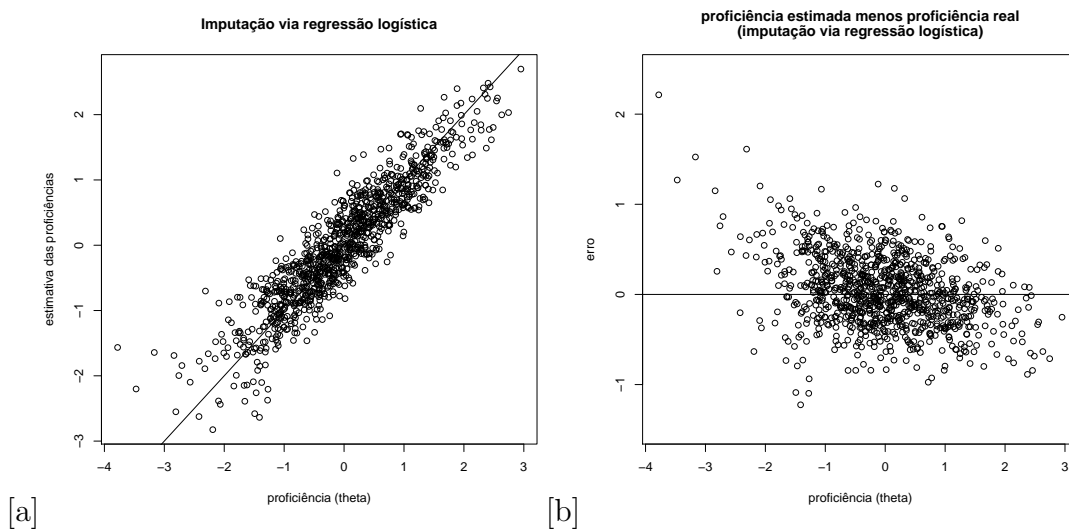 Imputação via regressão logística
estimativa das proficiências
2
1
0
−1
−2
−3
−4 −3 −2 −1 0 1 2 3
proficiência (theta)
[a]
proficiência estimada menos proficiência real
(imputação via regressão logística)
erro
2
1
0
−1
−4 −3 −2 −1 0 1 2 3
proficiência (theta)
[b]